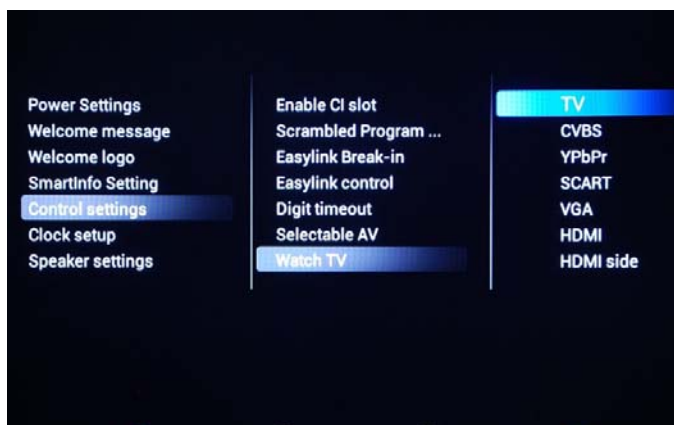 Power Settings
Welcome message
Welcome logo
SmartInfo Setting
Control settings
Clock setup
Speaker settings
Enable CI slot
Scrambled Program ...
Easylink Break-in
Easylink control
Digit timeout
Selectable AV
Watch TV
TV
CVBS
YPbPr
SCART
VGA
HDMI
HDMI side